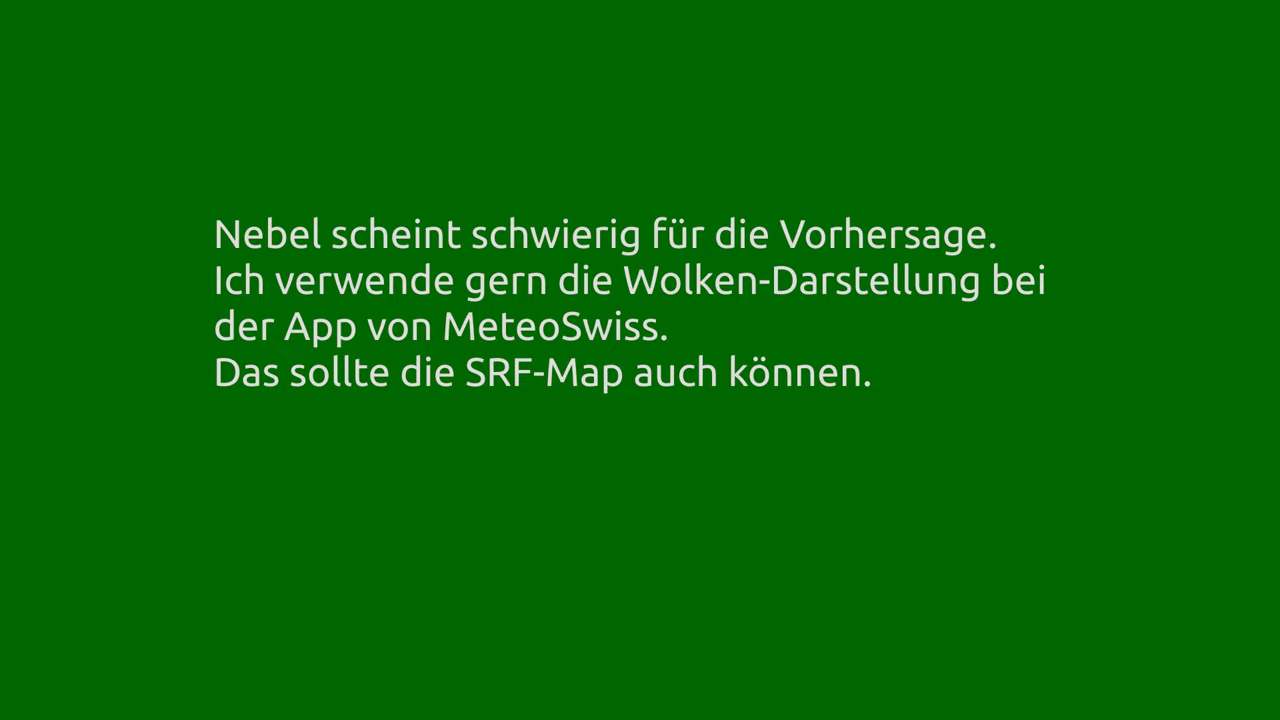 Nebel scheint schwierig für die Vorhersage.
Ich verwende gern die Wolken-Darstellung bei
der App von MeteoSwiss.
Das sollte die SRF-Map auch können.